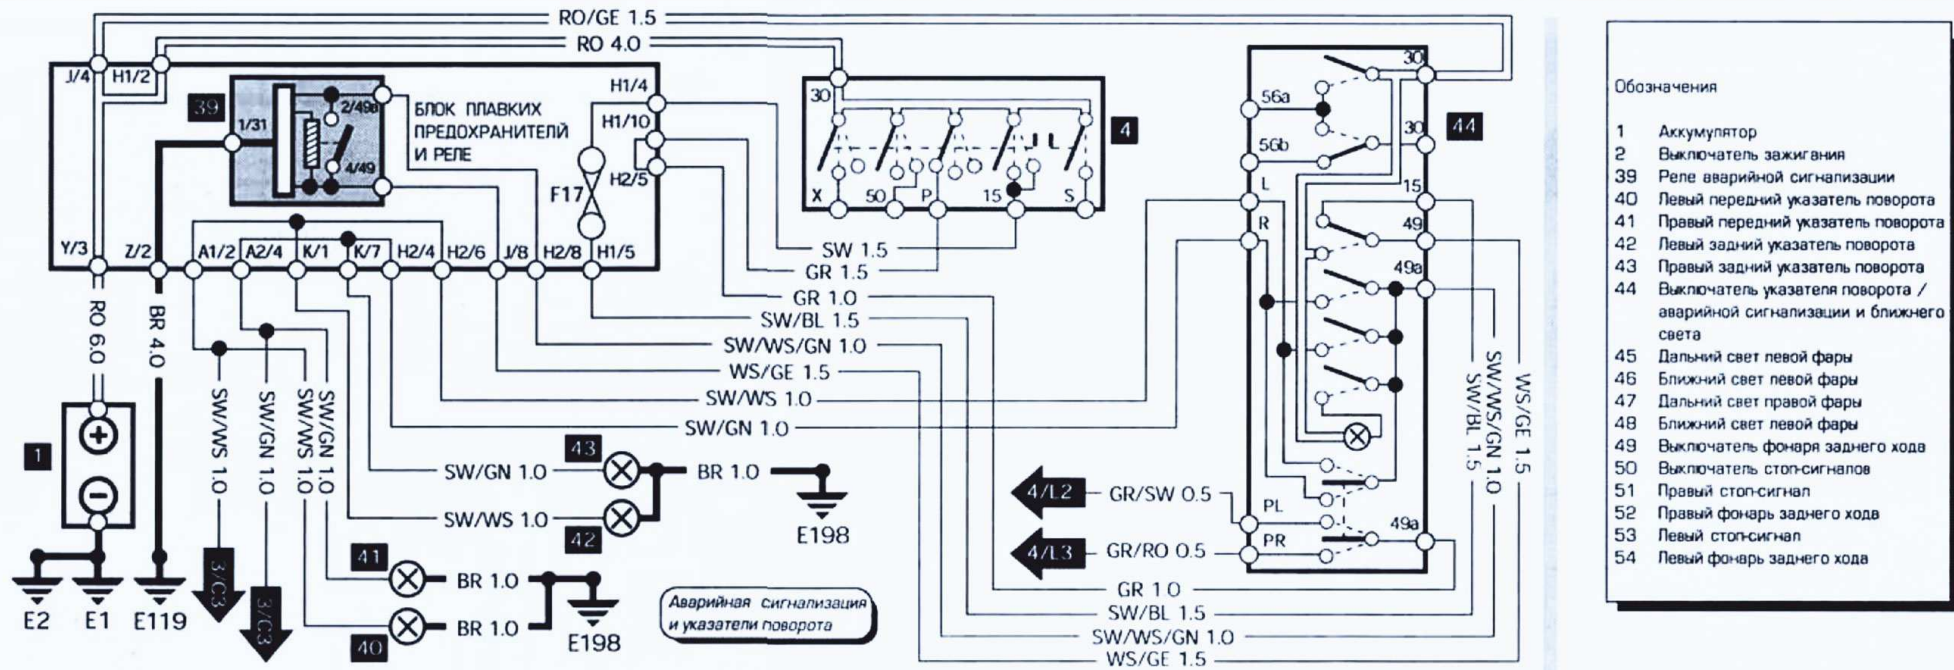 RO/GE 1.5
RO 4.0
J/4
H1/2
39
1/31
2/49a
4/49
БЛОК ПЛАВКИХ
ПРЕДОХРАНИТЕЛЙ
И РЕЛЕ
F17
H1/4
H1/10
H2/5
30
4
X
50
P
15
S
30
56a
30
44
56b
L
R
15
49
49a
PL
PR
49a
Y/3
Z/2
A1/2
A2/4
K/1
K/7
H2/4
H2/6
J/8
H2/8
H1/5
SW 1.5
GR 1.5
GR 1.0
SW/BL 1.5
SW/WS/GN 1.0
WS/GE 1.5
SW/WS 1.0
SW/GN 1.0
RO 6.0
BR 4.0
SW/WS 1.0
SW/GN 1.0
SW/WS 1.0
SW/GN 1.0
SW/BL 1.5
SW/WS/GN 1.0
WS/GE 1.5
1
43
SW/GN 1.0
BR 1.0
SW/WS 1.0
42
E198
41
BR 1.0
BR 1.0
40
E198
E2
E1
E119
3/C3
3/C3
4/L2
GR/SW 0.5
4/L3
GR/RO 0.5
GR 1.0
SW/BL 1.5
SW/WS/GN 1.0
WS/GE 1.5
Аварийная сигнализация
и указатели поворота
Обозначения
1 Аккумулятор
2 Выключатель зажигания
39 Реле аварийной сигнализации
40 Левый передний указатель поворота
41 Правый передний указатель поворота
42 Левый задний указатель поворота
43 Правый задний указатель поворота
44 Выключатель указателя поворота /
аварийной сигнализации и ближнего
света
45 Дальний свет левой фары
46 Ближний свет левой фары
47 Дальний свет правой фары
48 Ближний свет левой фары
49 Выключатель фонаря заднего хода
50 Выключатель стоп-сигналов
51 Правый стоп-сигнал
52 Правый фонарь заднего хода
53 Левый стоп-сигнал
54 Левый фонарь заднего хода